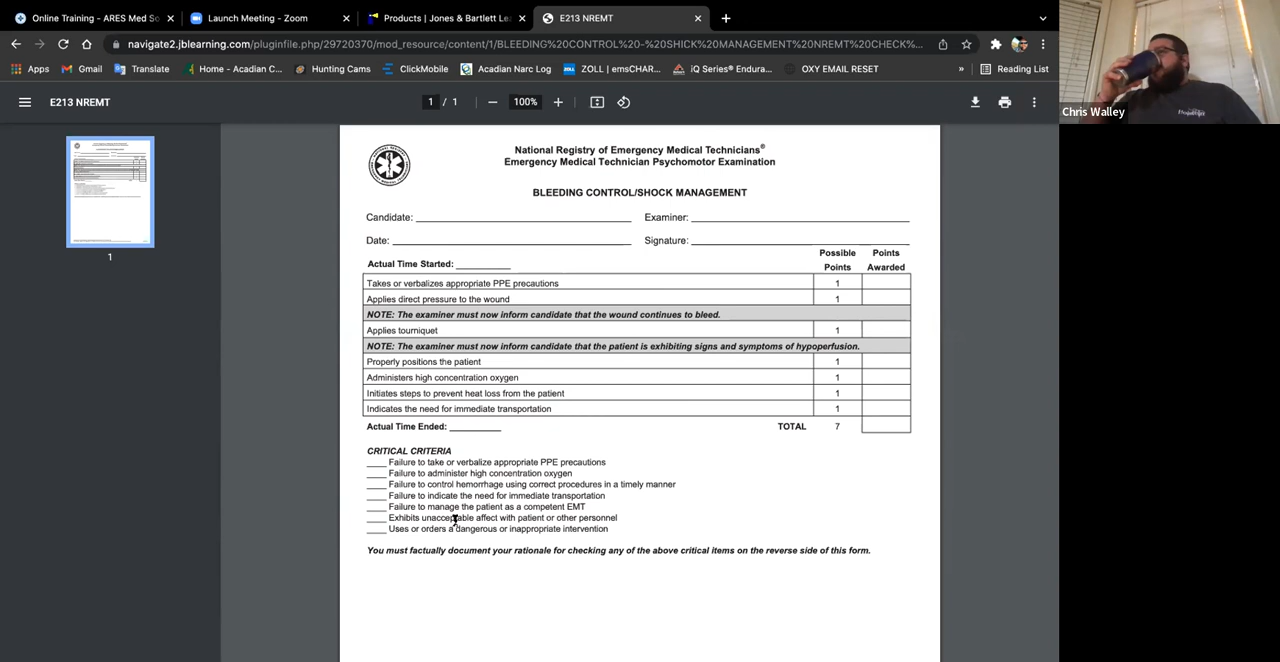 Online Training - ARES Med So
Launch Meeting - Zoom
Products | Jones & Bartlett Le
E213 NREMT
navigate2.jblearning.com/pluginfile.php/29720370/mod_resource/content/1/BLEEDING%20CONTROL%20-%20SHICK%20MANAGEMENT%20NREMT%20CHECK%...
Apps
Gmail
Translate
Home - Acadian C...
Hunting Cams
ClickMobile
Acadian Narc Log
ZOLL | emsCHAR...
iQ Series® Endura...
OXY EMAIL RESET
»
Reading List
E213 NREMT
1 / 1
100%
Chris Walley
1
National Registry of Emergency Medical Technicians®
Emergency Medical Technician Psychomotor Examination
BLEEDING CONTROL/SHOCK MANAGEMENT
Candidate: Examiner:
Date: Signature:
Possible Points
Actual Time Started: Points Awarded
Takes or verbalizes appropriate PPE precautions 1
Applies direct pressure to the wound 1
NOTE: The examiner must now inform candidate that the wound continues to bleed.
Applies tourniquet 1
NOTE: The examiner must now inform candidate that the patient is exhibiting signs and symptoms of hypoperfusion.
Properly positions the patient 1
Administers high concentration oxygen 1
Initiates steps to prevent heat loss from the patient 1
Indicates the need for immediate transportation 1
Actual Time Ended: TOTAL 7
CRITICAL CRITERIA
Failure to take or verbalize appropriate PPE precautions
Failure to administer high concentration oxygen
Failure to control hemorrhage using correct procedures in a timely manner
Failure to indicate the need for immediate transportation
Failure to manage the patient as a competent EMT
Exhibits unacceptable affect with patient or other personnel
Uses or orders a dangerous or inappropriate intervention
You must factually document your rationale for checking any of the above critical items on the reverse side of this form.